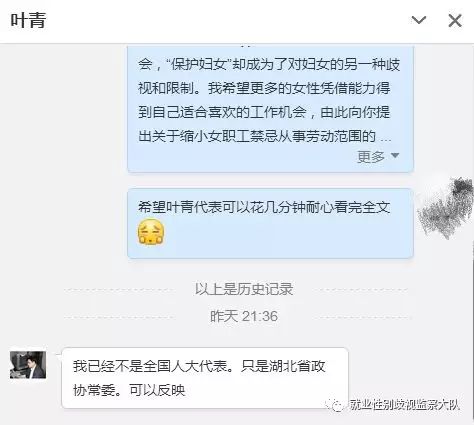 叶青
会，“保护妇女”却成为了对妇女的另一种歧
视和限制。我希望更多的女性凭借能力得
到自己适合喜欢的工作机会，由此向你提
出关于缩小女职工禁忌从事劳动范围的 ...
更多
希望叶青代表可以花几分钟耐心看完全文
以上是历史记录
昨天 21:36
我已经不是全国人大代表。只是湖北省政
协常委。可以反映
就业性别歧视监察大队